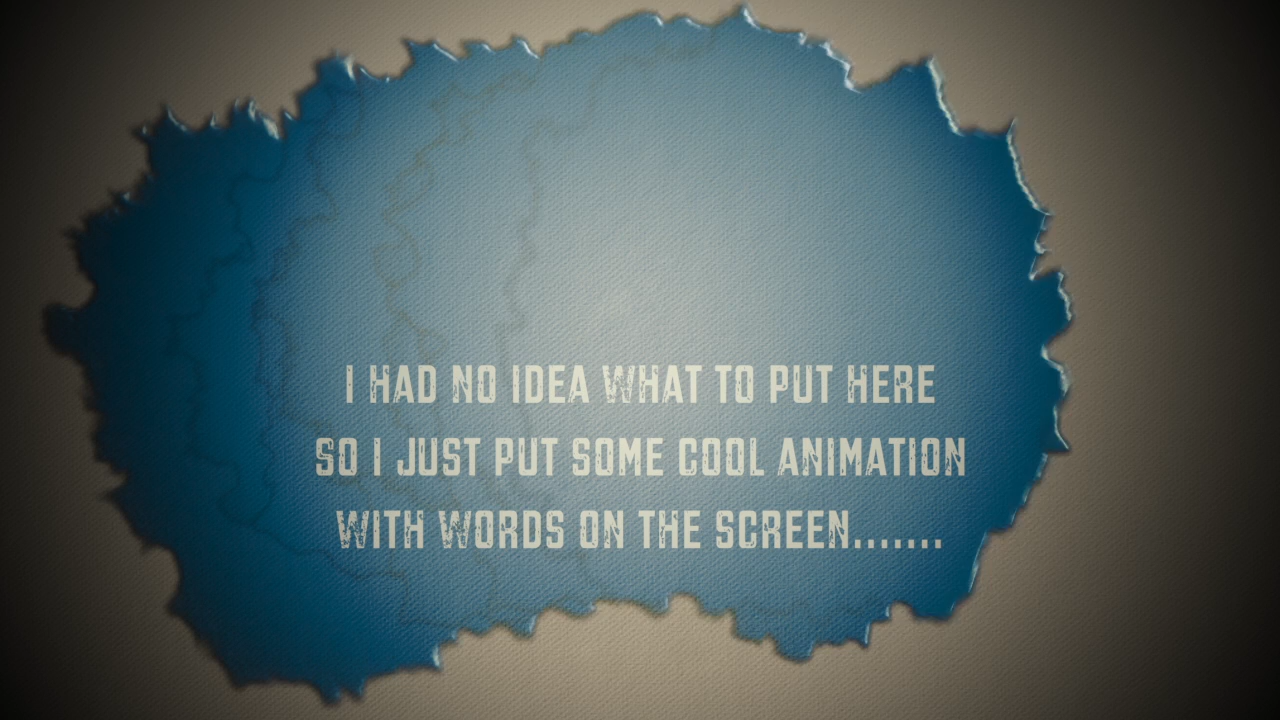 I HAD NO IDEA WHAT TO PUT HERE
SO I JUST PUT SOME COOL ANIMATION
WITH WORDS ON THE SCREEN.......